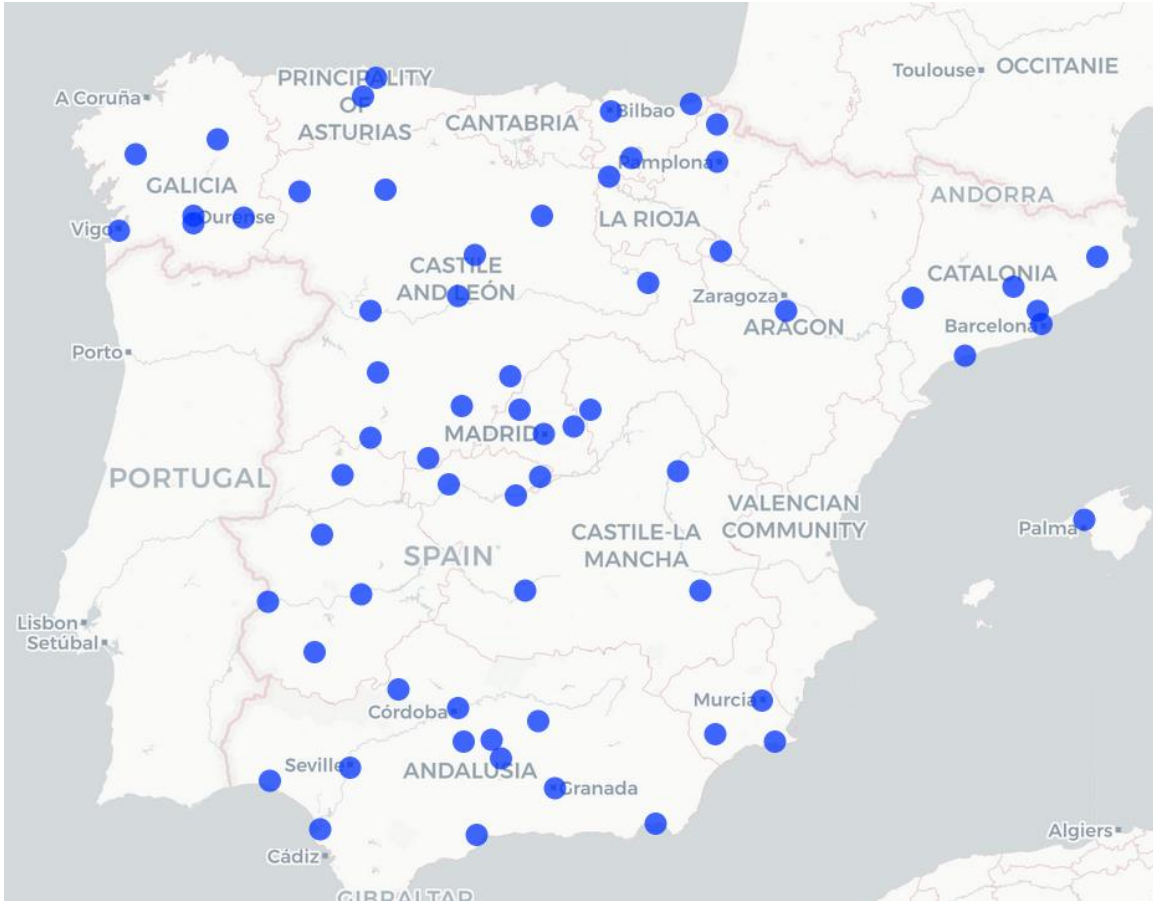 Toulouse
OCCITANIE
PRINCIPALITY
OF
ASTURIAS
A Coruña
Bilbao
CANTABRIA
Pamplona
GALICIA
ANDORRA
Ourense
LA RIOJA
Vigo
CASTILE
AND LEÓN
CATALONIA
Zaragoza
ARAGON
Barcelona
Porto
MADRID
PORTUGAL
VALENCIAN
COMMUNITY
CASTILE-LA
MANCHA
Palma
SPAIN
Lisbon
Setúbal
Murcia
Córdoba
Seville
ANDALUSIA
Granada
Algiers
Cádiz
GIBRALTAR